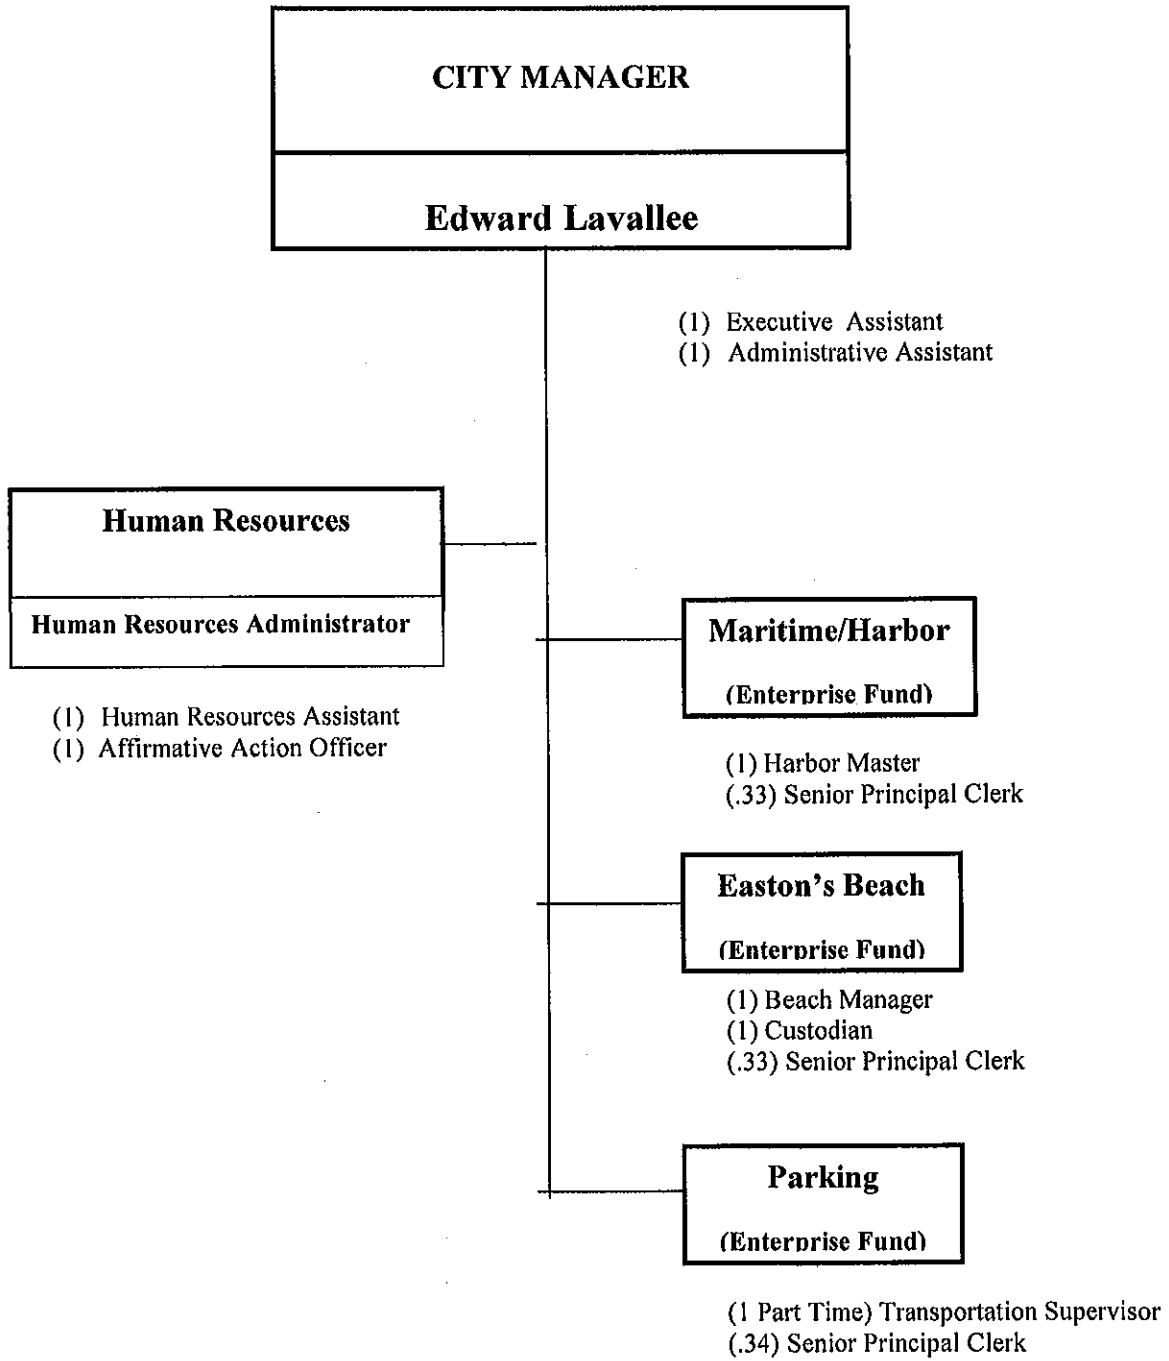 CITY MANAGER
Edward Lavallee
(1) Executive Assistant
(1) Administrative Assistant
Human Resources
Human Resources Administrator
(1) Human Resources Assistant
(1) Affirmative Action Officer
Maritime/Harbor
(Enterprise Fund)
(1) Harbor Master
(.33) Senior Principal Clerk
Easton's Beach
(Enterprise Fund)
(1) Beach Manager
(1) Custodian
(.33) Senior Principal Clerk
Parking
(Enterprise Fund)
(1 Part Time) Transportation Supervisor
(.34) Senior Principal Clerk